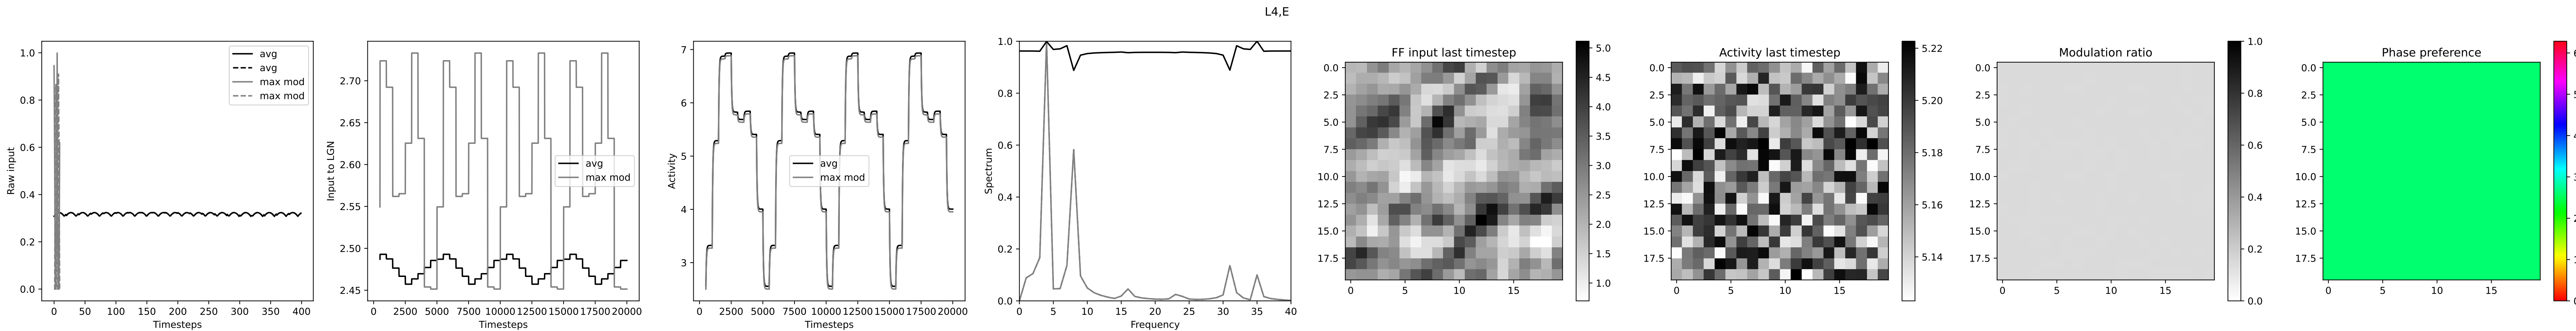 L4,E
Raw input
1.0
0.8
0.6
0.4
0.2
0.0
avg
avg
max mod
max mod
0 50 100 150 200 250 300 350 400
Timesteps
Input to LGN
2.70
2.65
2.60
2.55
2.50
2.45
avg
max mod
0 2500 5000 7500 10000 12500 15000 17500 20000
Timesteps
Activity
7
6
5
4
3
avg
max mod
0 2500 5000 7500 10000 12500 15000 17500 20000
Timesteps
Spectrum
1.0
0.8
0.6
0.4
0.2
0.0
0 5 10 15 20 25 30 35 40
Frequency
FF input last timestep
0.0
2.5
5.0
7.5
10.0
12.5
15.0
17.5
0 5 10 15
5.0
4.5
4.0
3.5
3.0
2.5
2.0
1.5
1.0
Activity last timestep
0.0
2.5
5.0
7.5
10.0
12.5
15.0
17.5
0 5 10 15
5.22
5.20
5.18
5.16
5.14
Modulation ratio
0.0
2.5
5.0
7.5
10.0
12.5
15.0
17.5
0 5 10 15
1.0
0.8
0.6
0.4
0.2
0.0
Phase preference
0.0
2.5
5.0
7.5
10.0
12.5
15.0
17.5
0 5 10 15